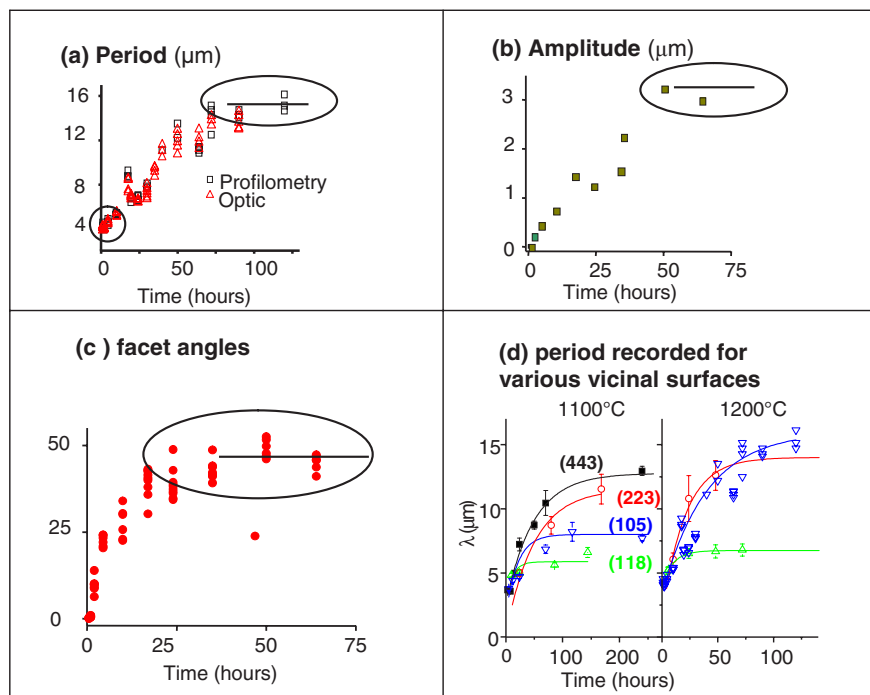 (a) Period (µm)
16
12
8
4
Profilometry
Optic
0
50
100
Time (hours)
(b) Amplitude (µm)
3
2
1
0
0
25
50
75
Time (hours)
(c ) facet angles
50
25
0
0
25
50
75
Time (hours)
(d) period recorded for
various vicinal surfaces
1100°C
1200°C
15
10
5
0
λ (µm)
(443)
(223)
(105)
(118)
0
100
200
0
50
100
Time (hours)